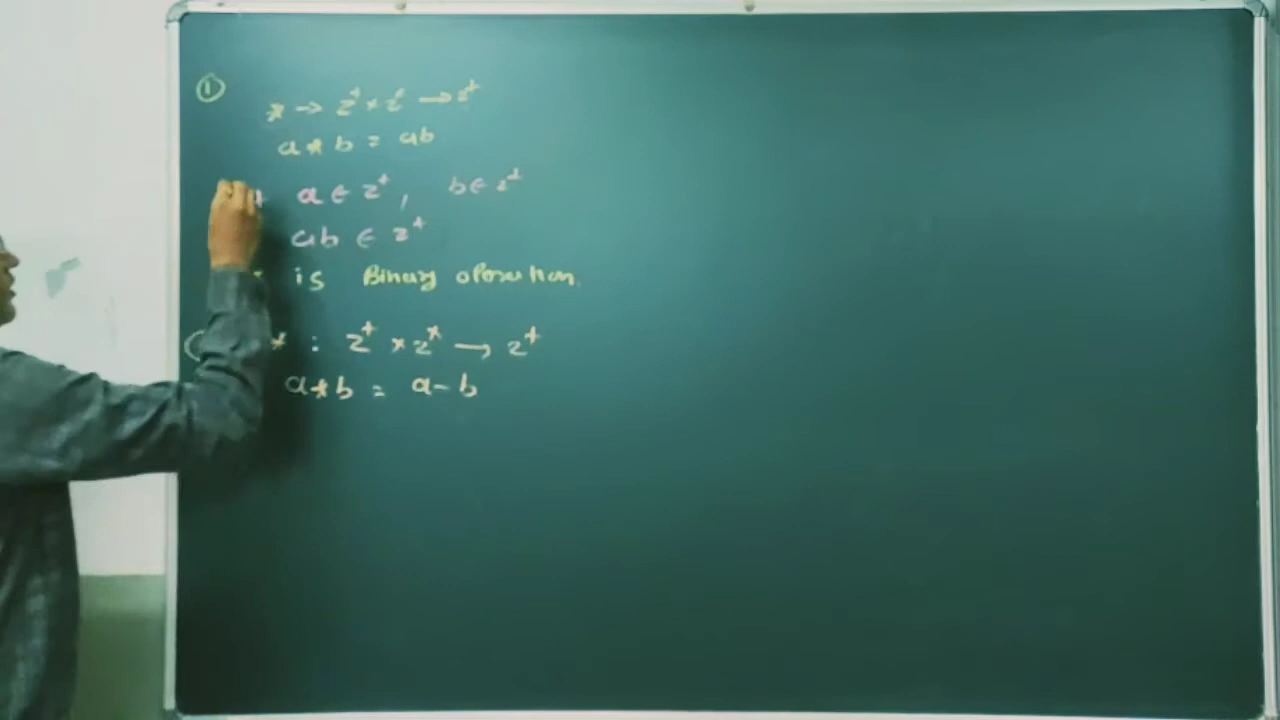 ①
* → z⁺ × z⁺ → z⁺
a * b = ab
a ∈ z⁺, b ∈ z⁺
ab ∈ z⁺
is Binary operation.
* : z⁺ × z* → z⁺
a * b = a - b